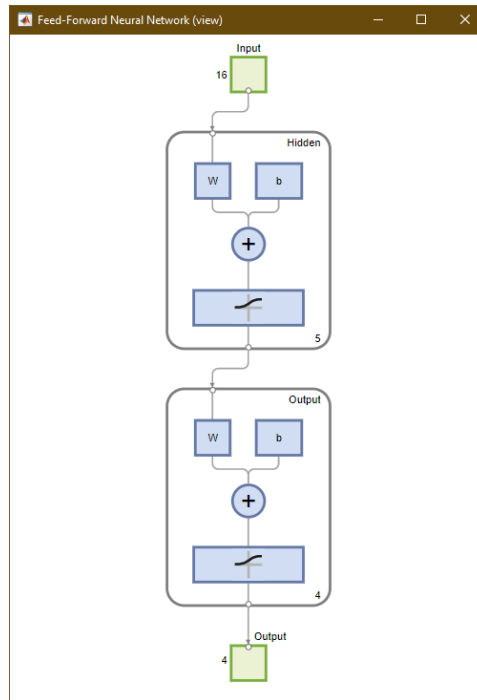 Feed-Forward Neural Network (view)
Input
16
Hidden
W
b
+
5
Output
W
b
+
4
Output
4